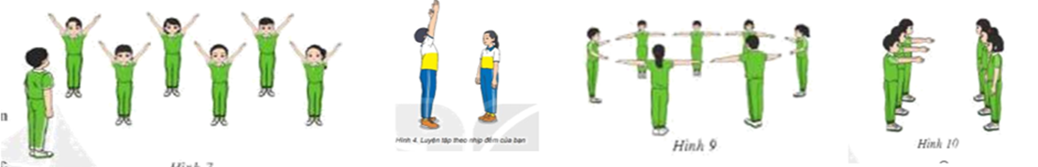 n
Hình 4. Luyện tập theo nhịp đếm của bạn
Hình 9
Hình 10